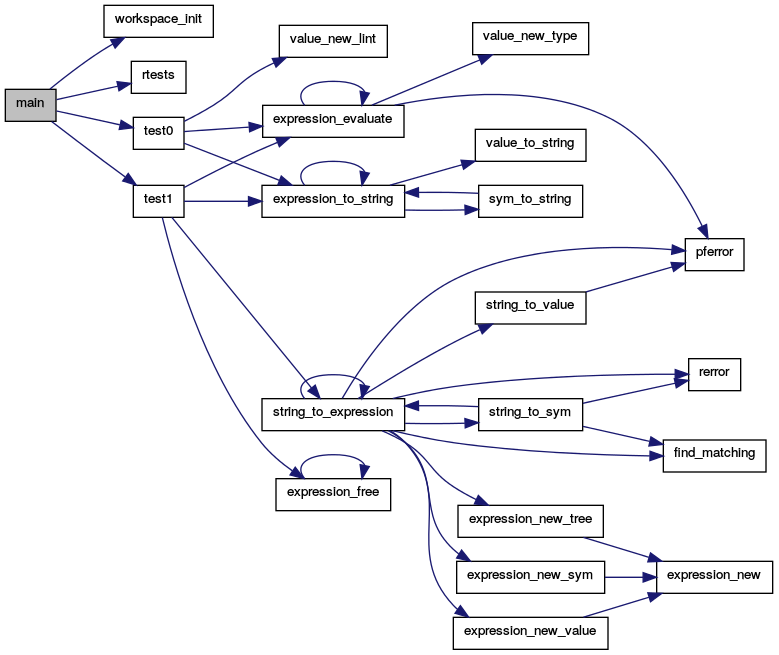 workspace_init
value_new_lint
value_new_type
rtests
main
expression_evaluate
test0
value_to_string
test1
expression_to_string
sym_to_string
pferror
string_to_value
rerror
string_to_expression
string_to_sym
find_matching
expression_free
expression_new_tree
expression_new_sym
expression_new
expression_new_value